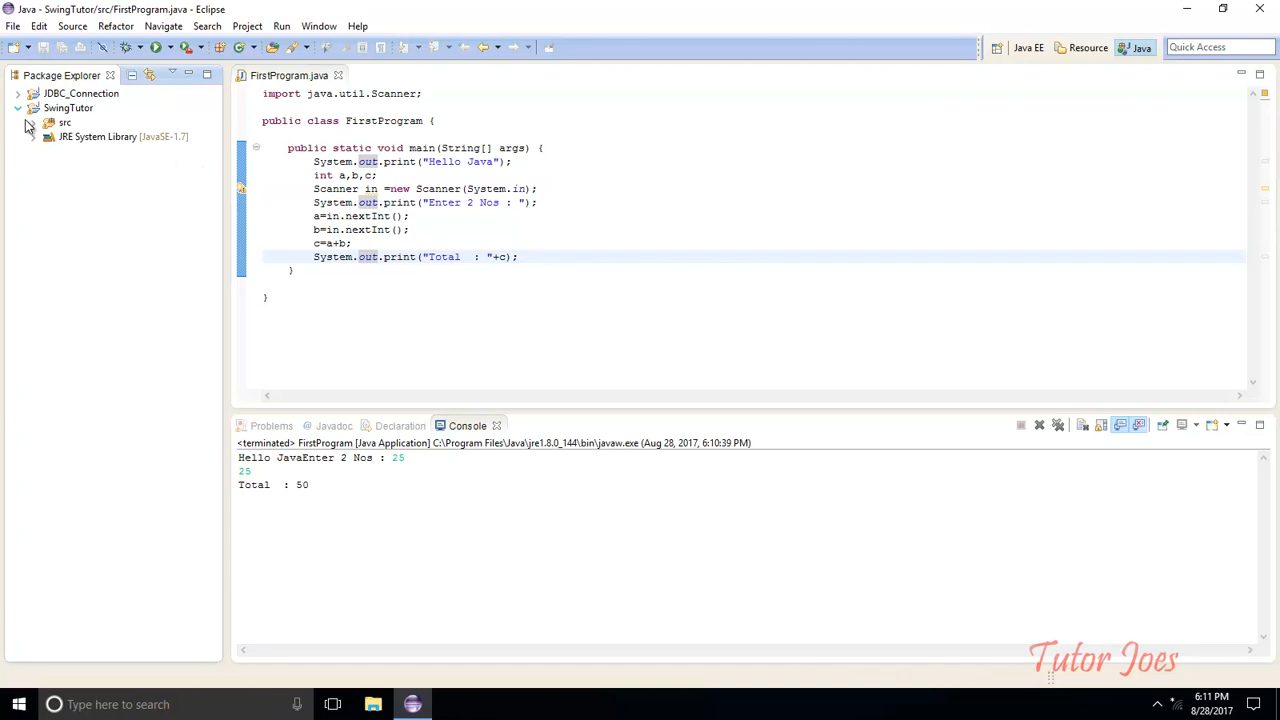 Java - SwingTutor/src/FirstProgram.java - Eclipse
File Edit Source Refactor Navigate Search Project Run Window Help
Java EE Resource Java Quick Access
Package Explorer
JDBC_Connection
SwingTutor
src
JRE System Library [JavaSE-1.7]
FirstProgram.java
import java.util.Scanner;
public class FirstProgram {
public static void main(String[] args) {
System.out.print("Hello Java");
int a,b,c;
Scanner in =new Scanner(System.in);
System.out.print("Enter 2 Nos : ");
a=in.nextInt();
b=in.nextInt();
c=a+b;
System.out.print("Total  : "+c);
}
}
Problems Javadoc Declaration Console
<terminated> FirstProgram [Java Application] C:\Program Files\Java\jre1.8.0_144\bin\javaw.exe (Aug 28, 2017, 6:10:39 PM)
Hello JavaEnter 2 Nos : 25
25
Total  : 50
Tutor Joes
Type here to search
6:11 PM
8/28/2017